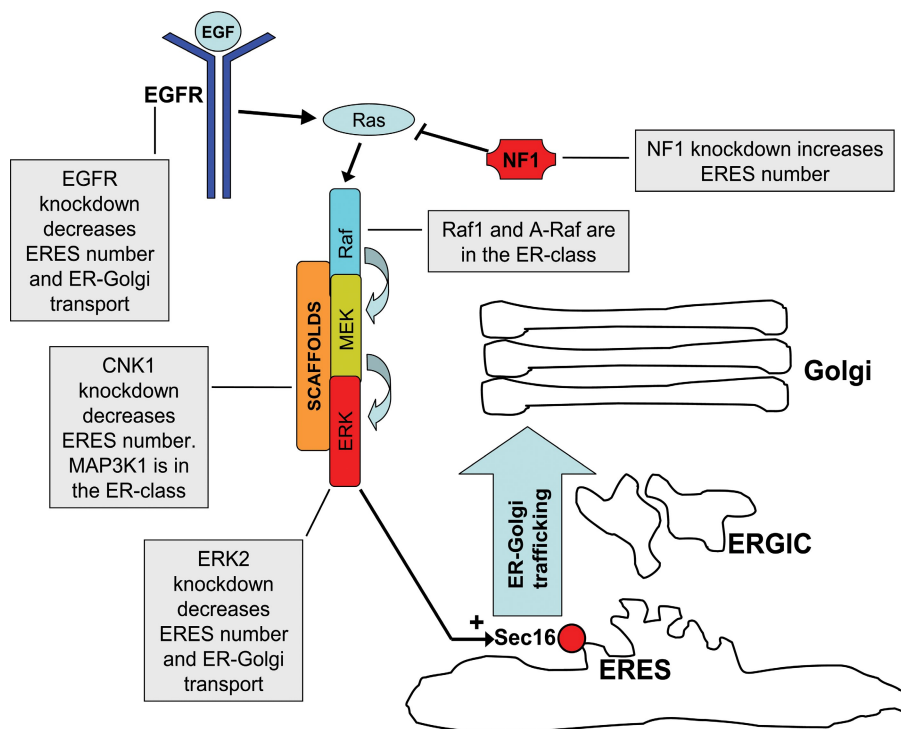 EGF
EGFR
Ras
NF1
NF1 knockdown increases
ERES number
EGFR
knockdown
decreases
ERES number
and ER-Golgi
transport
Raf
Raf1 and A-Raf are
in the ER-class
SCAFFOLDS
MEK
ERK
CNK1
knockdown
decreases
ERES number.
MAP3K1 is in
the ER-class
Golgi
ER-Golgi
trafficking
ERGIC
ERK2
knockdown
decreases
ERES number
and ER-Golgi
transport
+
Sec16
ERES